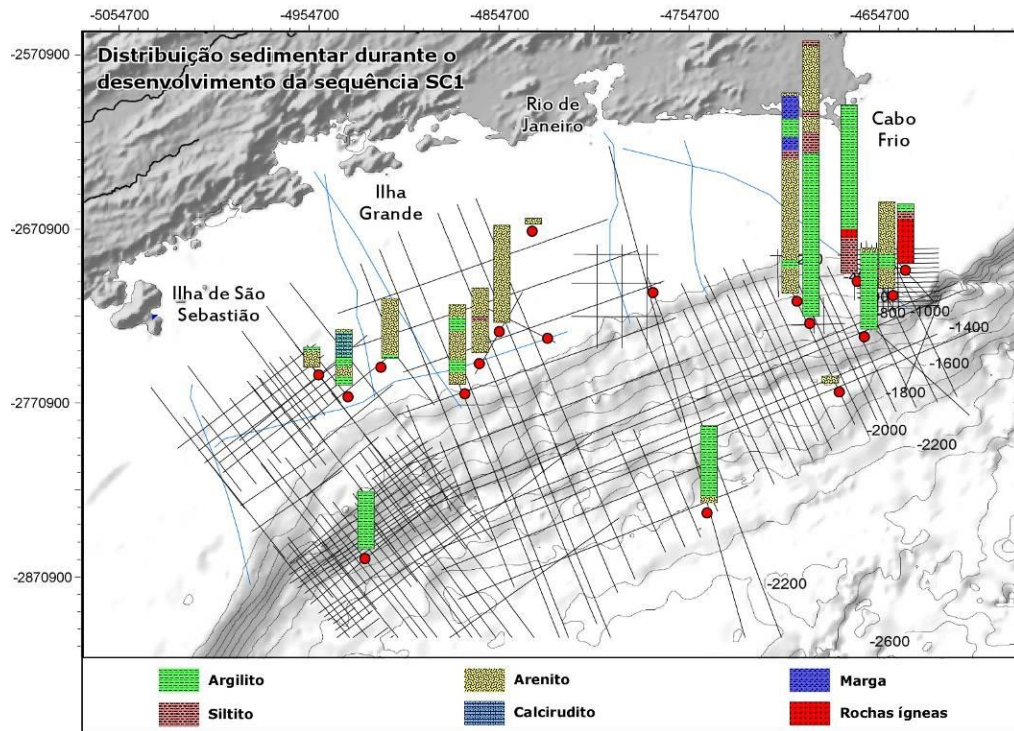 -5054700 -4954700 -4854700 -4754700 -4654700
-2570900
Distribuição sedimentar durante o
desenvolvimento da sequência SC1
Rio de
Janeiro
Cabo
Frio
Ilha
Grande
-2670900
Ilha de São
Sebastião
800
-1000
-1400
-1600
-1800
-2000
-2200
-2770900
-2870900
-2200
-2600
Argilito
Arenito
Marga
Siltito
Calcirudito
Rochas ígneas